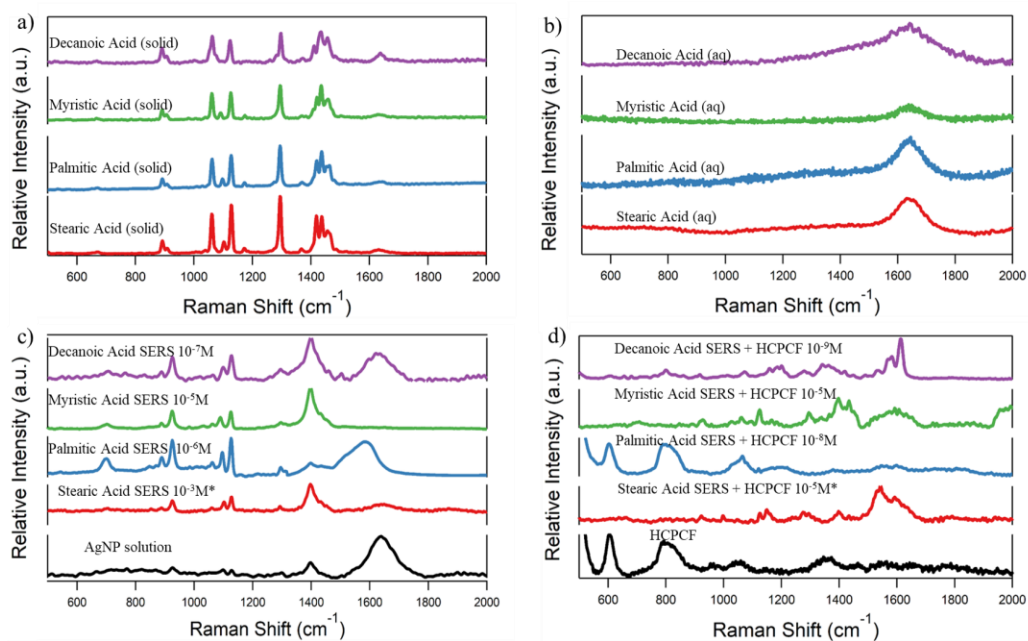 a)
Relative Intensity (a.u.)
Decanoic Acid (solid)
Myristic Acid (solid)
Palmitic Acid (solid)
Stearic Acid (solid)
600 800 1000 1200 1400 1600 1800 2000
Raman Shift (cm⁻¹)
b)
Relative Intensity (a.u.)
Decanoic Acid (aq)
Myristic Acid (aq)
Palmitic Acid (aq)
Stearic Acid (aq)
600 800 1000 1200 1400 1600 1800 2000
Raman Shift (cm⁻¹)
c)
Relative Intensity (a.u.)
Decanoic Acid SERS 10⁻⁷M
Myristic Acid SERS 10⁻⁵M
Palmitic Acid SERS 10⁻⁶M
Stearic Acid SERS 10⁻³M*
AgNP solution
600 800 1000 1200 1400 1600 1800 2000
Raman Shift (cm⁻¹)
d)
Relative Intensity (a.u.)
Decanoic Acid SERS + HCPCF 10⁻⁹M
Myristic Acid SERS + HCPCF 10⁻⁵M
Palmitic Acid SERS + HCPCF 10⁻⁸M
Stearic Acid SERS + HCPCF 10⁻⁵M*
HCPCF
600 800 1000 1200 1400 1600 1800 2000
Raman Shift (cm⁻¹)